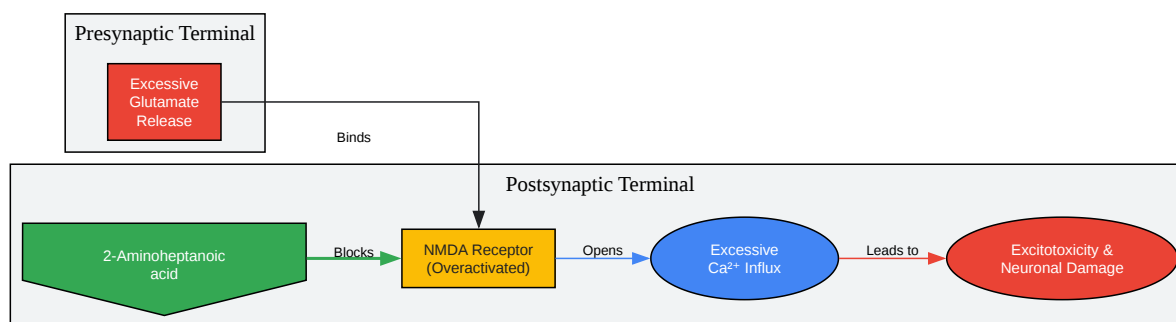 Presynaptic Terminal
Excessive
Glutamate
Release
Binds
Postsynaptic Terminal
2-Aminoheptanoic
acid
Blocks
NMDA Receptor
(Overactivated)
Opens
Excessive
Ca²⁺ Influx
Leads to
Excitotoxicity &
Neuronal Damage